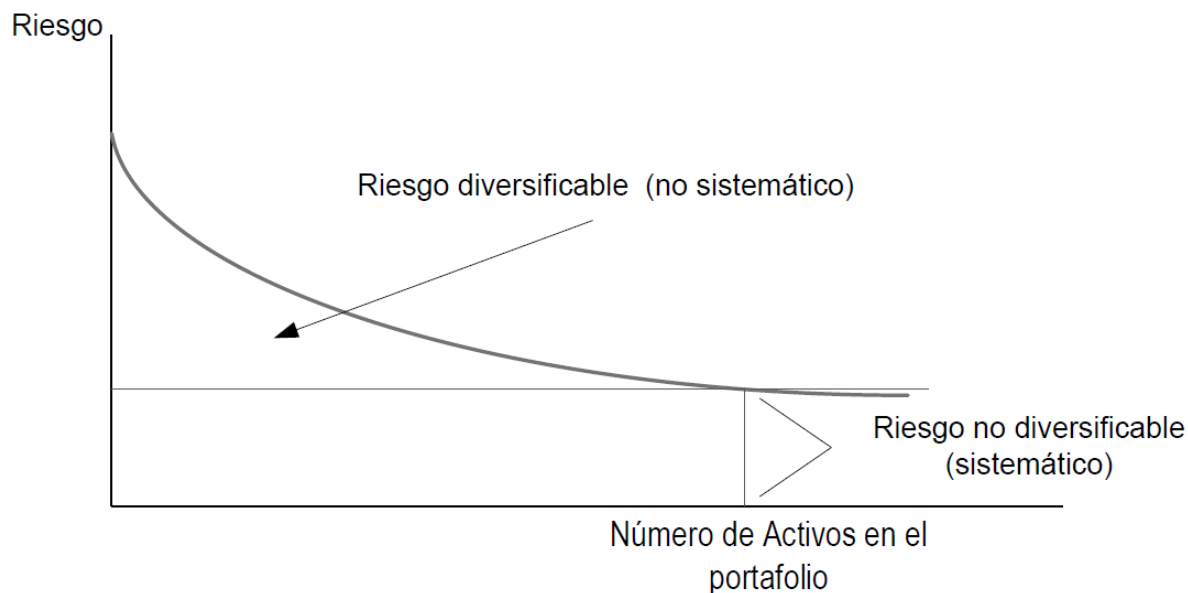 Riesgo
Riesgo diversificable (no sistemático)
Riesgo no diversificable
(sistemático)
Número de Activos en el
portafolio